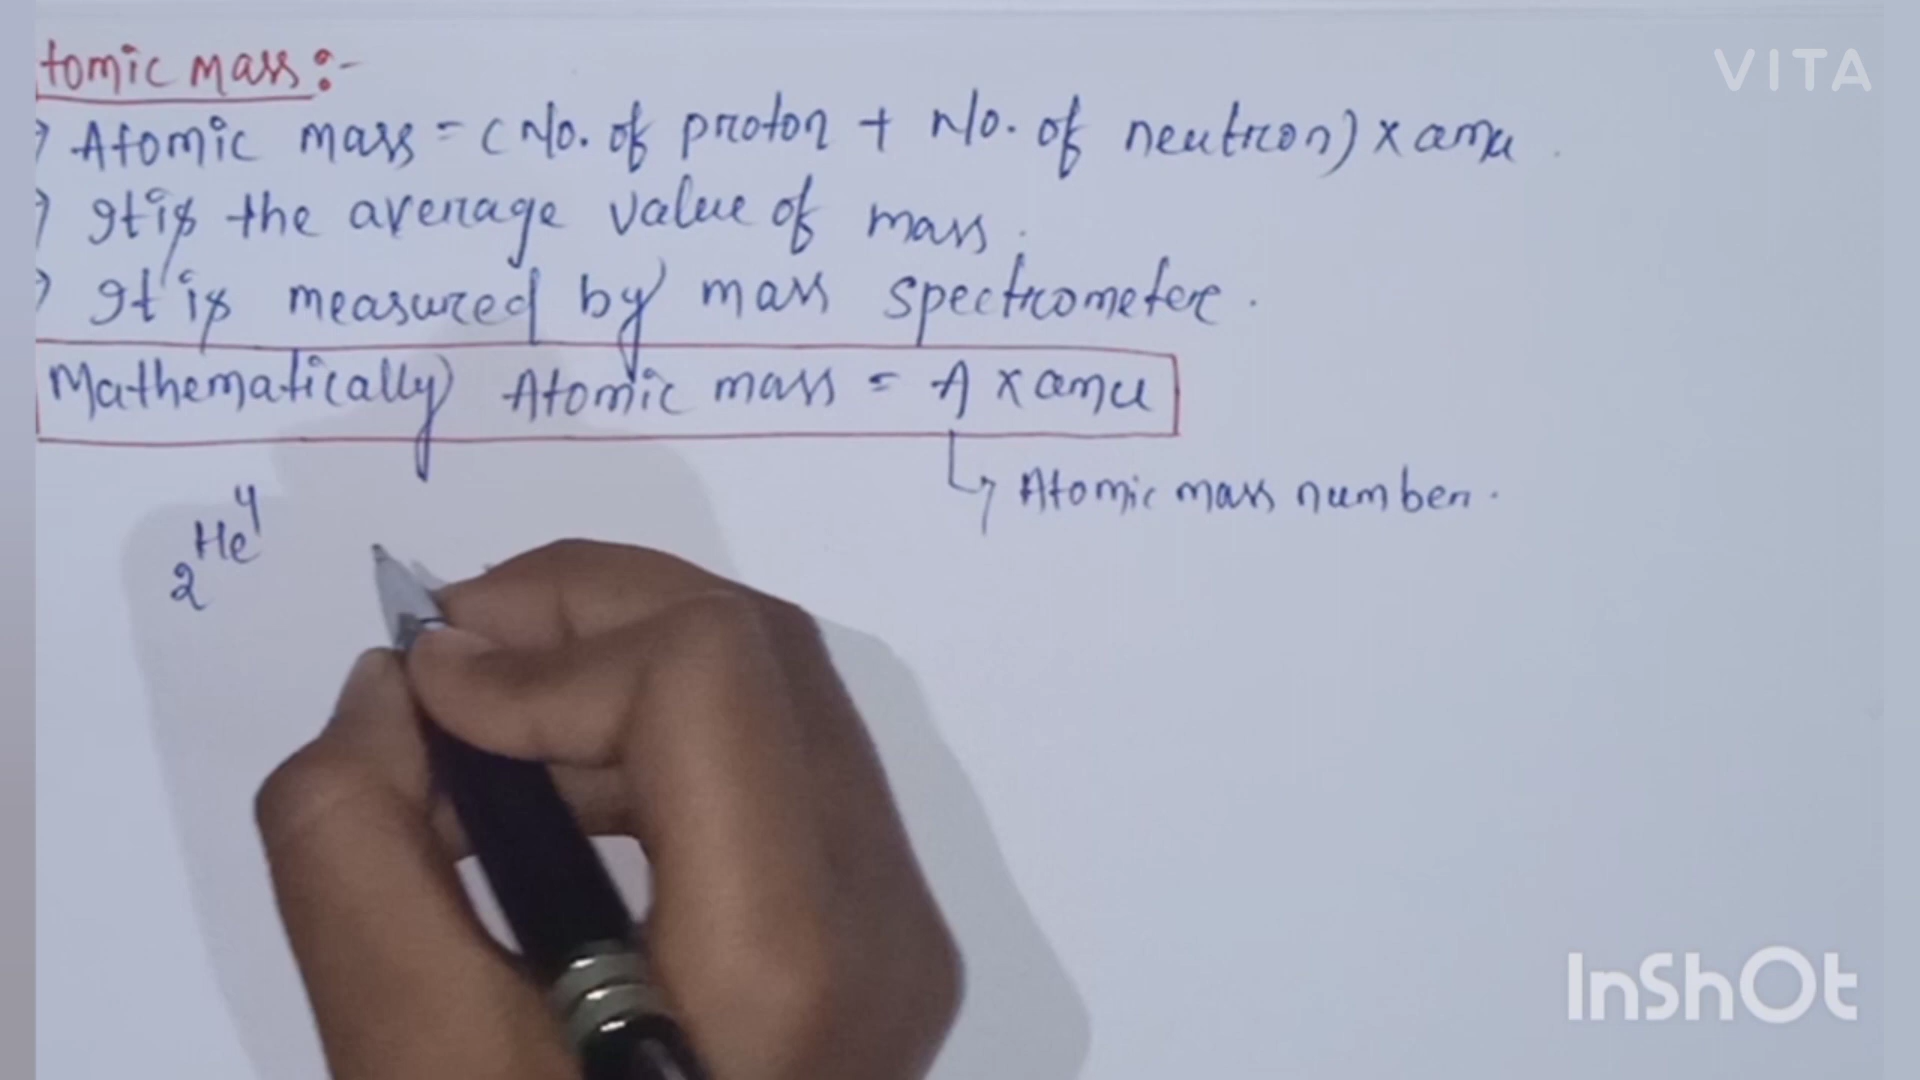 tomic mass:-
VITA
Atomic mass = (No. of proton + No. of neutron) x amu
It is the average value of mass.
It is measured by mass spectrometer.
Mathematically Atomic mass = A x amu
Atomic mass number.
2He4
InShOt